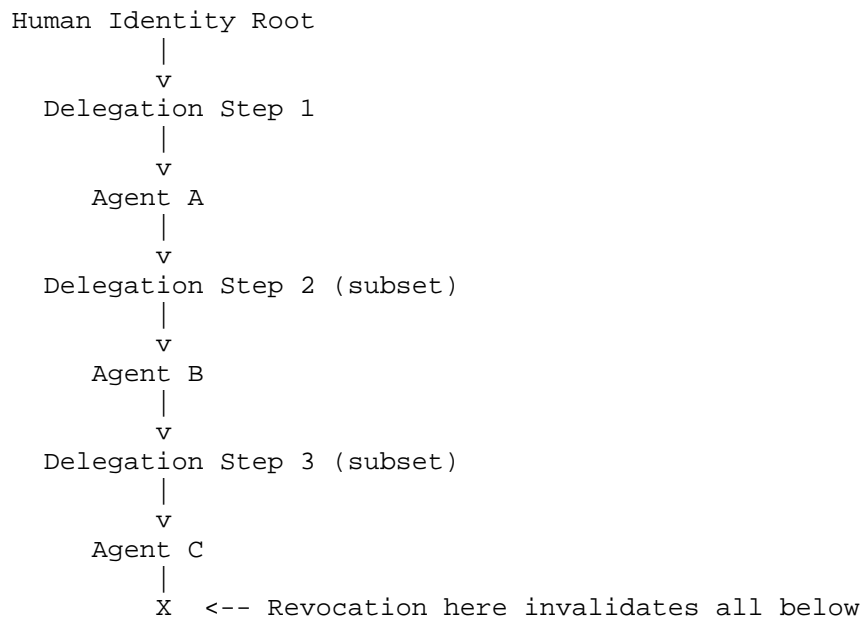 Human Identity Root
|
v
Delegation Step 1
|
v
Agent A
|
v
Delegation Step 2 (subset)
|
v
Agent B
|
v
Delegation Step 3 (subset)
|
v
Agent C
|
X <-- Revocation here invalidates all below